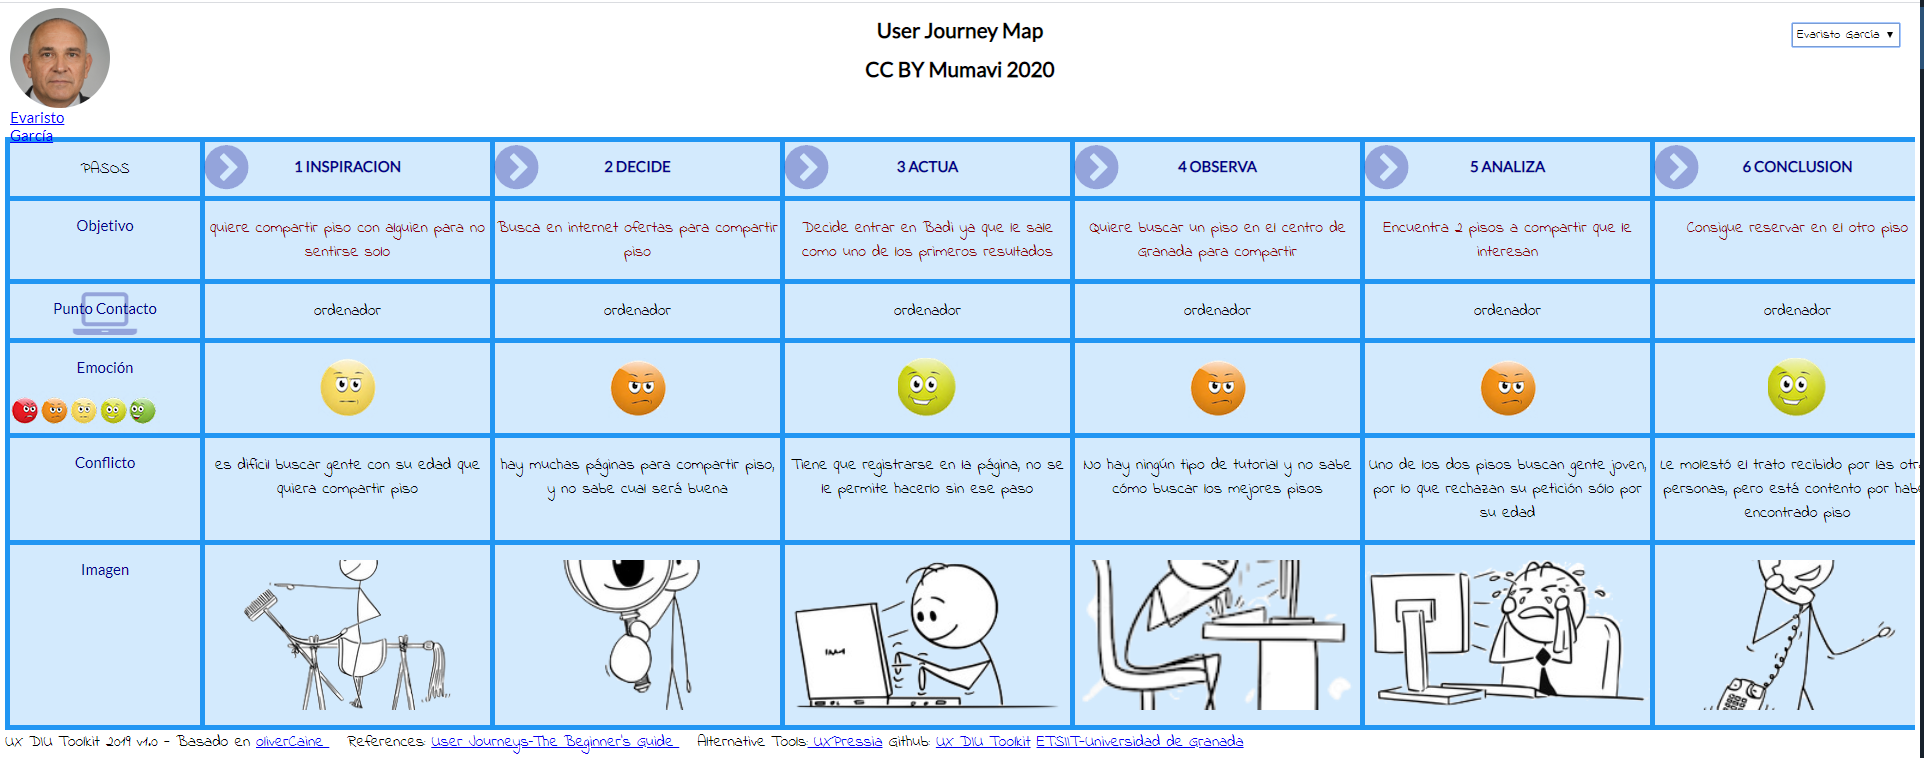 User Journey Map
CC BY Mumavi 2020
Evaristo García ▼
Evaristo
García
PASOS
1 INSPIRACION
2 DECIDE
3 ACTUA
4 OBSERVA
5 ANALIZA
6 CONCLUSION
Objetivo
quiere compartir piso con alguien para no
sentirse solo
Busca en internet ofertas para compartir
piso
Decide entrar en Badi ya que le sale
como uno de los primeros resultados
Quiere buscar un piso en el centro de
Granada para compartir
Encuentra 2 pisos a compartir que le
interesan
Consigue reservar en el otro piso
Punto Contacto
ordenador
ordenador
ordenador
ordenador
ordenador
ordenador
Emoción
Conflicto
es difícil buscar gente con su edad que
quiera compartir piso
hay muchas páginas para compartir piso,
y no sabe cual será buena
Tiene que registrarse en la página, no se
le permite hacerlo sin ese paso
No hay ningún tipo de tutorial y no sabe
cómo buscar los mejores pisos
Uno de los dos pisos buscan gente joven,
por lo que rechazan su petición sólo por
su edad
Le molestó el trato recibido por las otr
personas, pero está contento por habe
encontrado piso
Imagen
UX DIU Toolkit 2019 v1.0 - Basado en oliverCaine References: User Journeys-The Beginner's Guide Alternative Tools: UXPressia Github: UX DIU Toolkit ETSIIT-Universidad de Granada